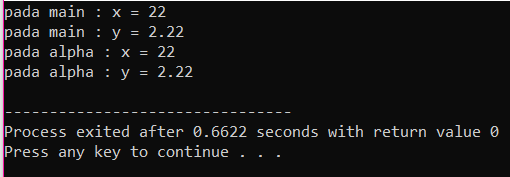 pada main : x = 22
pada main : y = 2.22
pada alpha : x = 22
pada alpha : y = 2.22
--------------------------------
Process exited after 0.6622 seconds with return value 0
Press any key to continue . . .